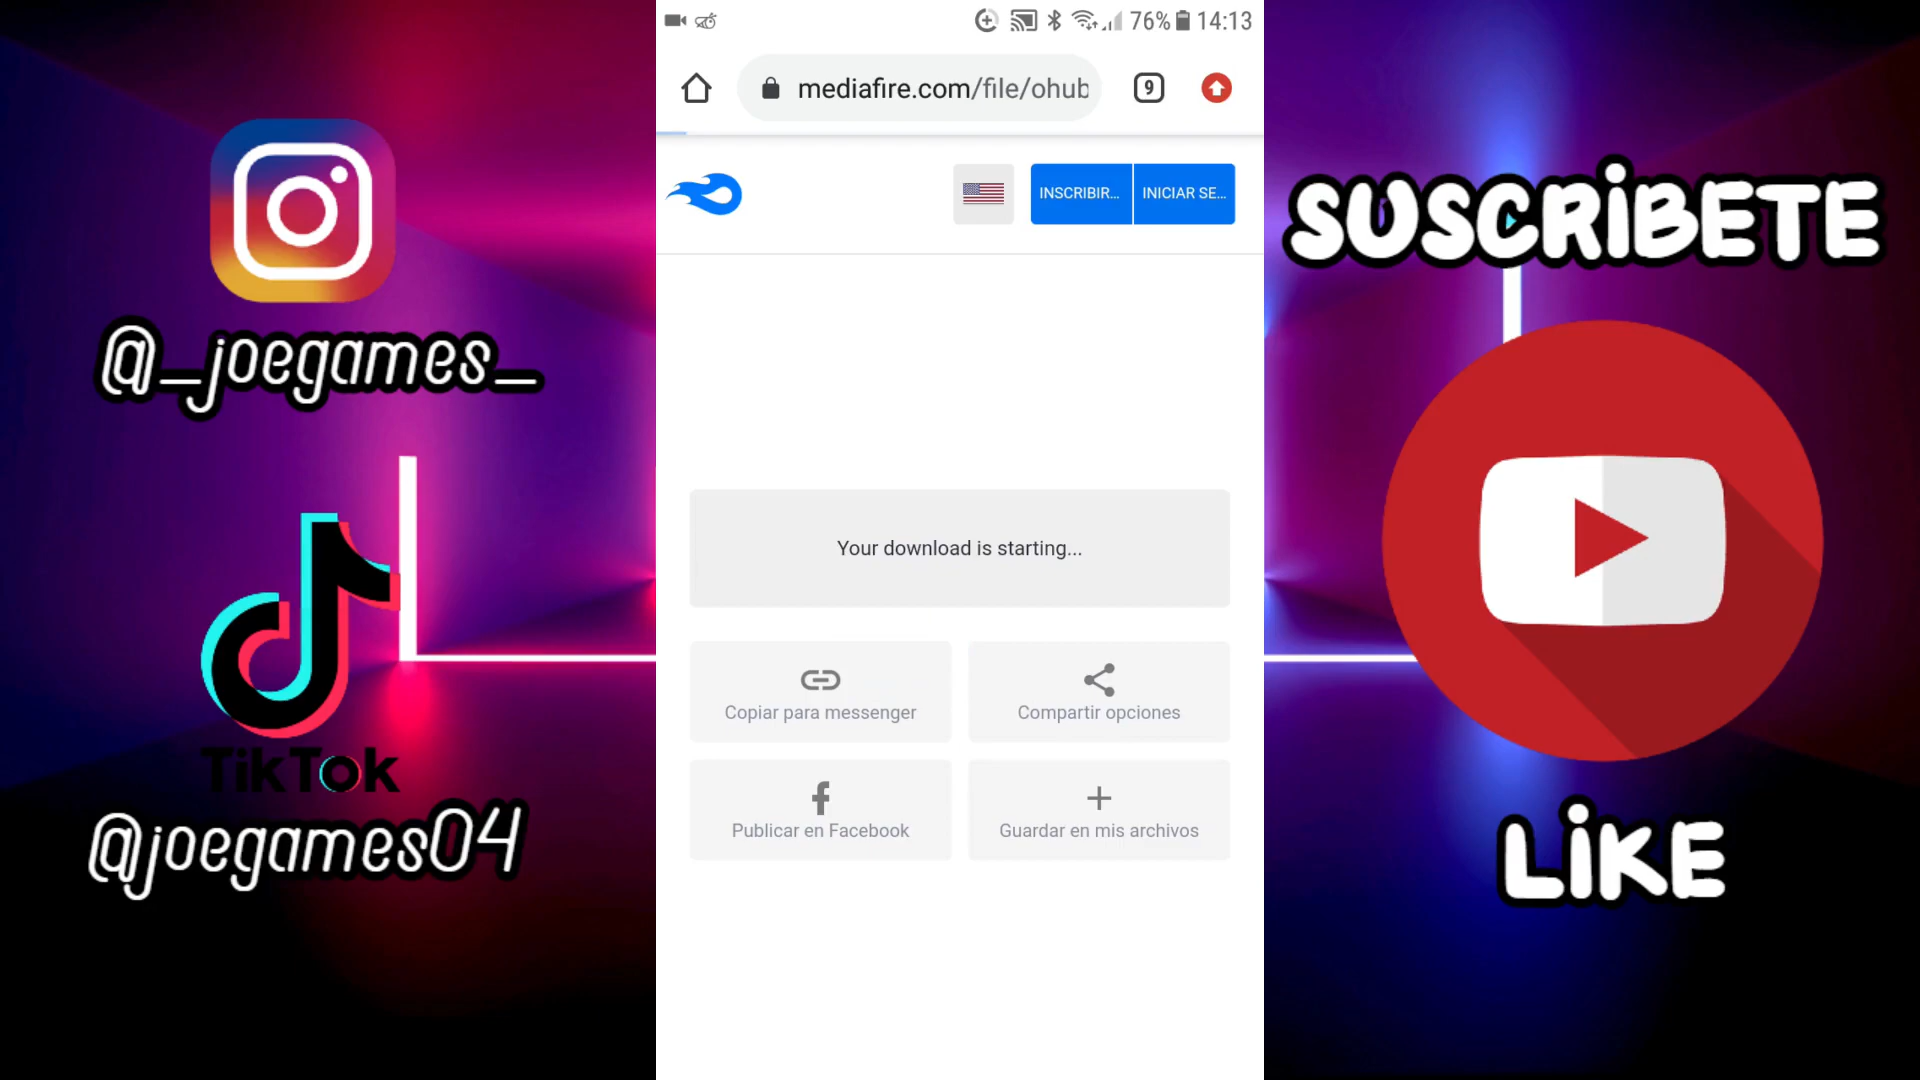 76% 14:13
mediafire.com/file/ohub
9
INSCRIBIR... INICIAR SE...
@_joegames_
TikTok
@joegames04
Your download is starting...
Copiar para messenger
Compartir opciones
Publicar en Facebook
Guardar en mis archivos
SUSCRiBETE
LiKE